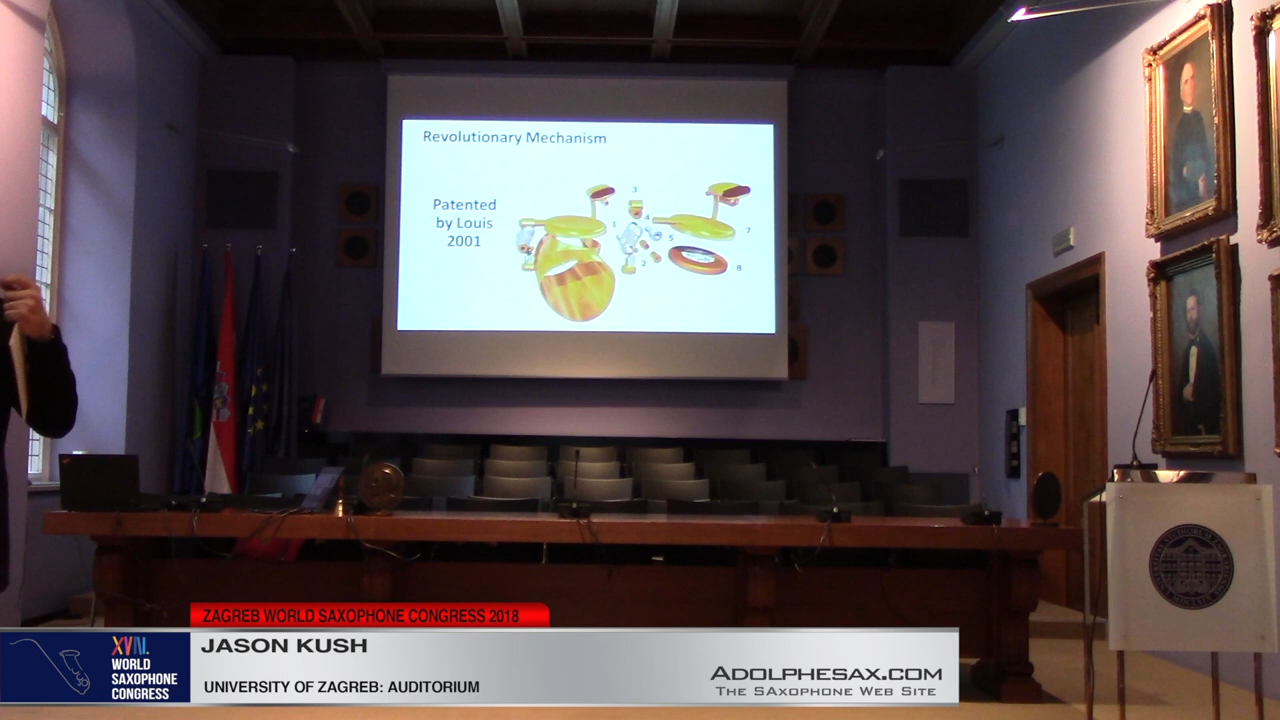 Revolutionary Mechanism
Patented
by Louis
2001
1
2
3
4
5
7
8
ZAGREB WORLD SAXOPHONE CONGRESS 2018
XVIII.
WORLD
SAXOPHONE
CONGRESS
JASON KUSH
UNIVERSITY OF ZAGREB: AUDITORIUM
ADOLPHESAX.COM
THE SAXOPHONE WEB SITE